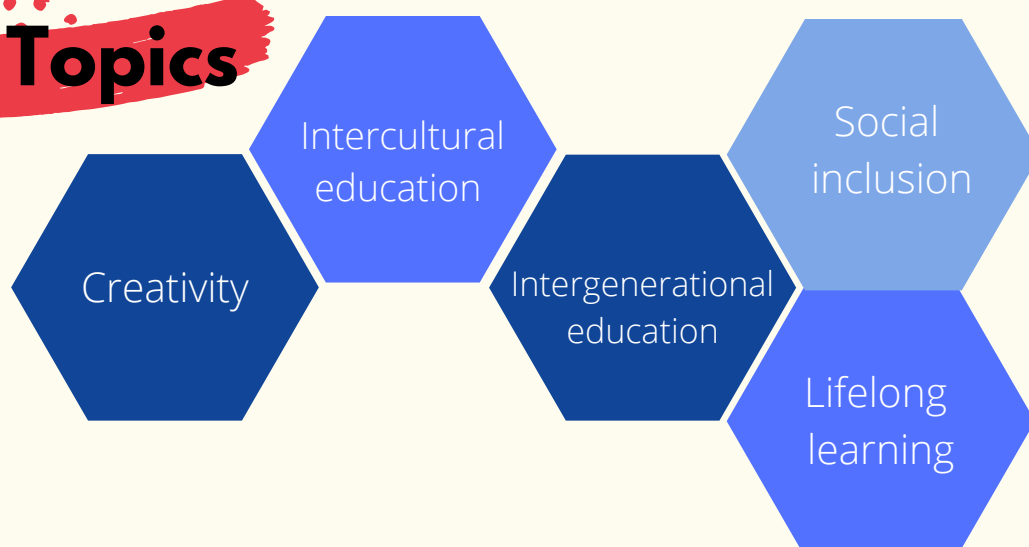 Topics
Creativity
Intercultural
education
Intergenerational
education
Social
inclusion
Lifelong
learning